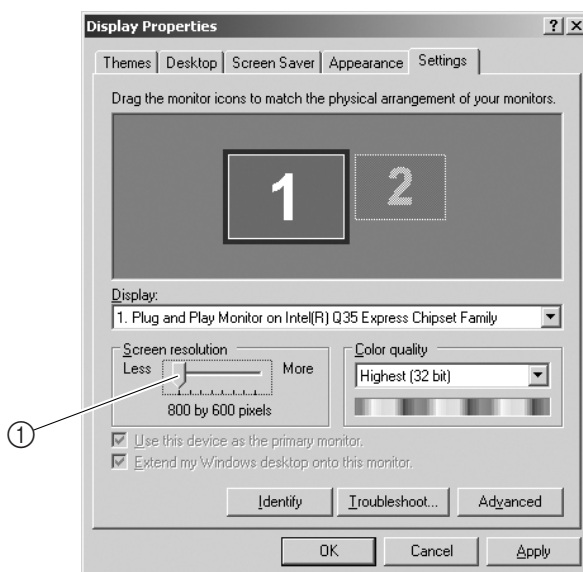 Display Properties
Themes Desktop Screen Saver Appearance Settings
Drag the monitor icons to match the physical arrangement of your monitors.
1 2
Display:
1. Plug and Play Monitor on Intel(R) Q35 Express Chipset Family
Screen resolution
Less More
800 by 600 pixels
Color quality
Highest (32 bit)
①
Use this device as the primary monitor.
Extend my Windows desktop onto this monitor.
Identify Troubleshoot... Advanced
OK Cancel Apply